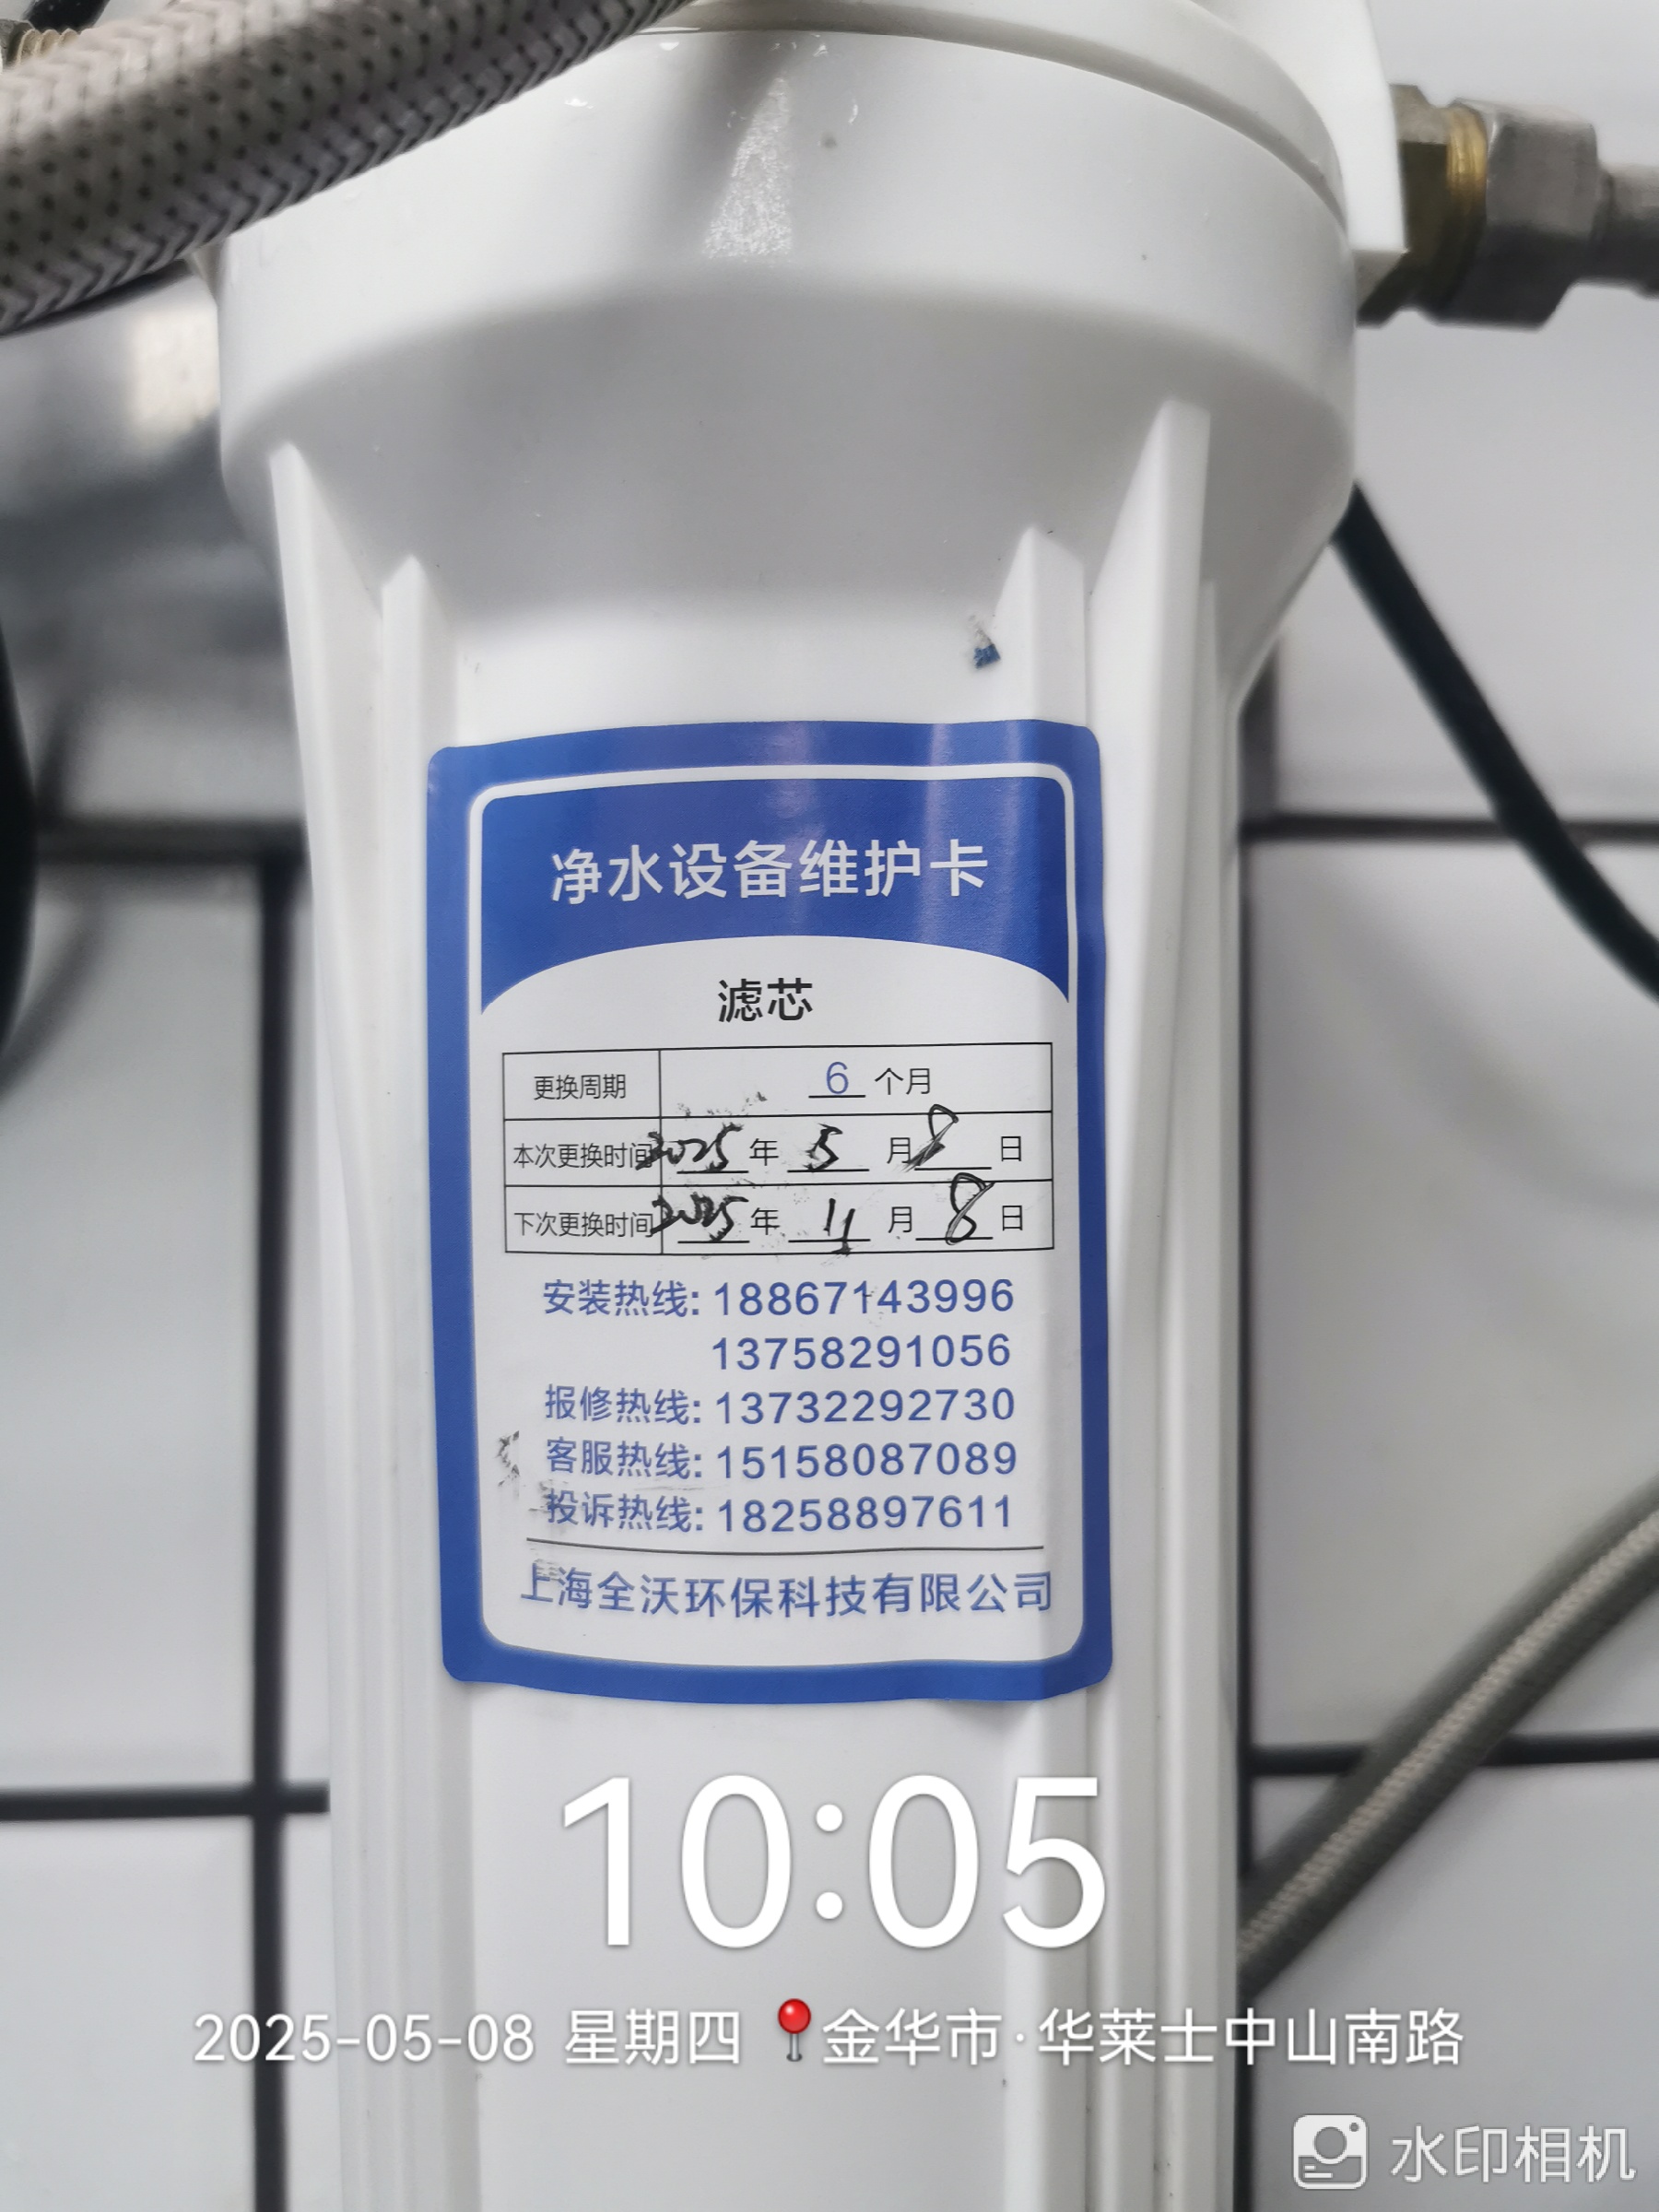 净水设备维护卡
滤芯
更换周期 6 个月
本次更换时间 2025 年 5 月 8 日
下次更换时间 2025 年 11 月 8 日
安装热线: 18867143996
13758291056
报修热线: 13732292730
客服热线: 15158087089
投诉热线: 18258897611
上海全沃环保科技有限公司
10:05
2025-05-08 星期四 金华市·华莱士中山南路
水印相机